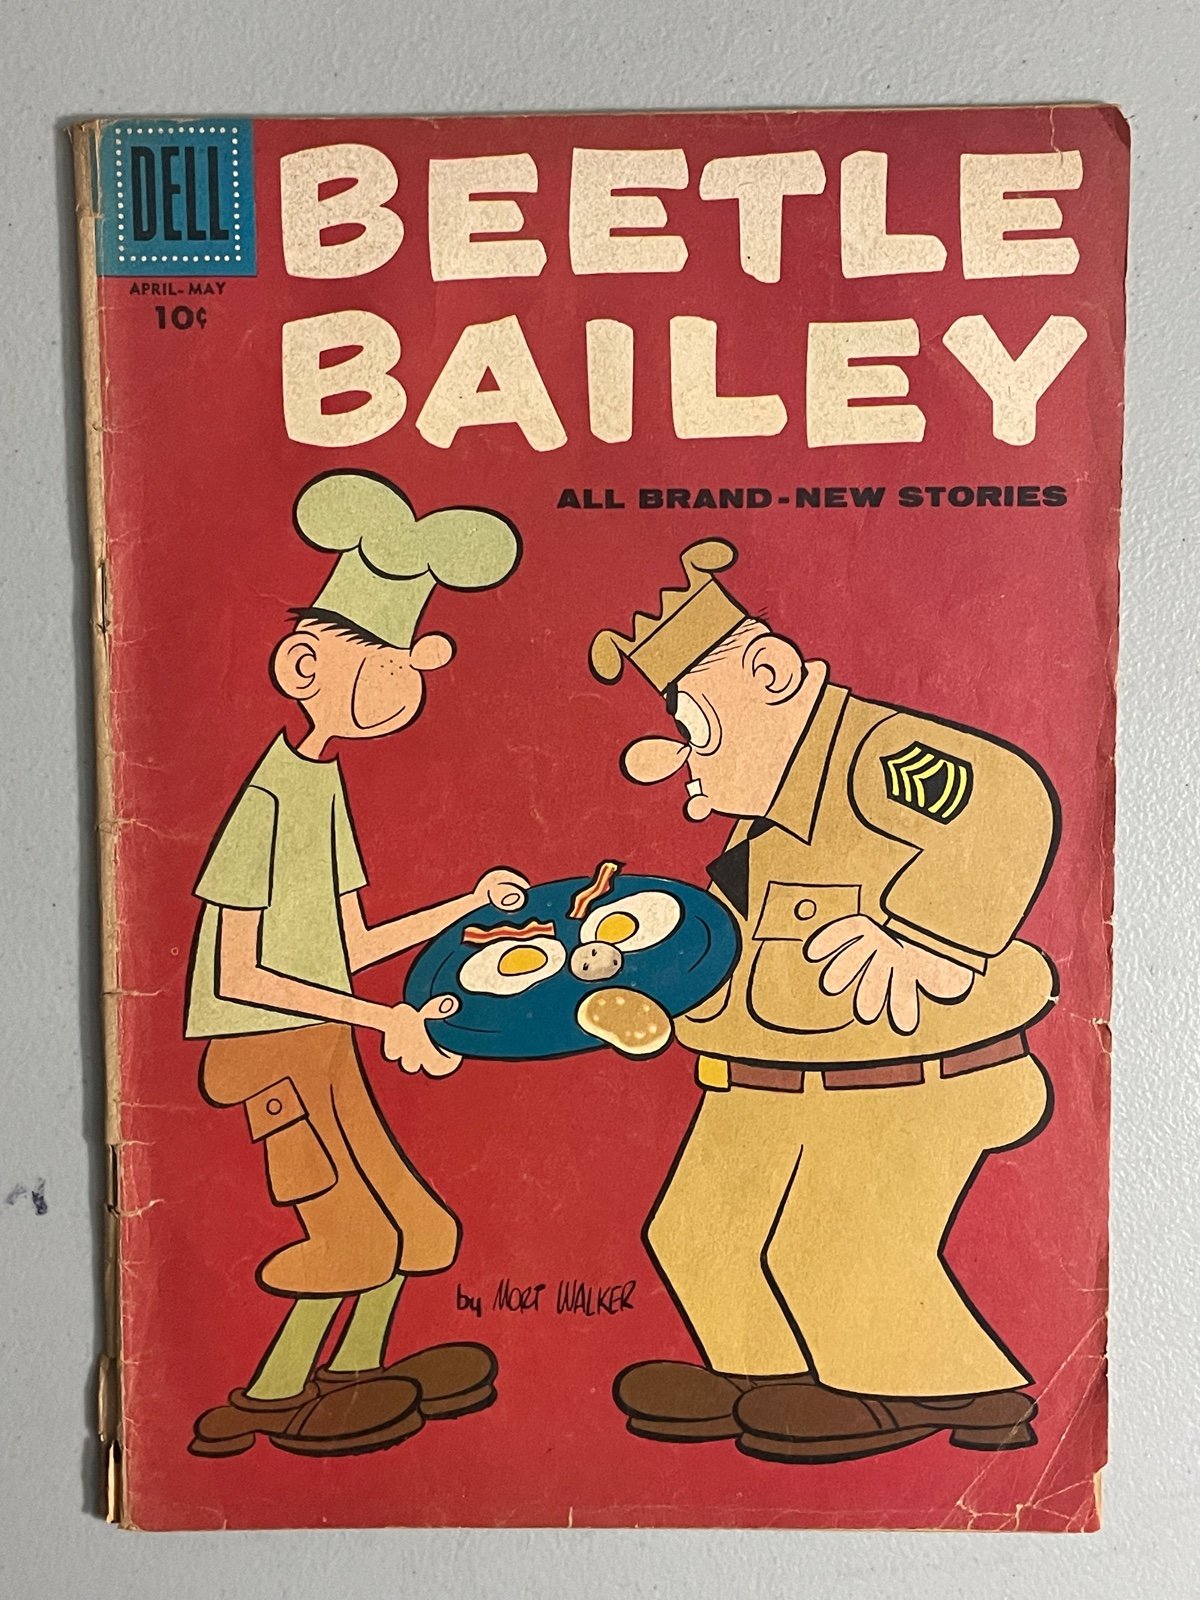 DELL
APRIL-MAY
10¢
BEETLE
BAILEY
ALL BRAND-NEW STORIES
by MORT WALKER